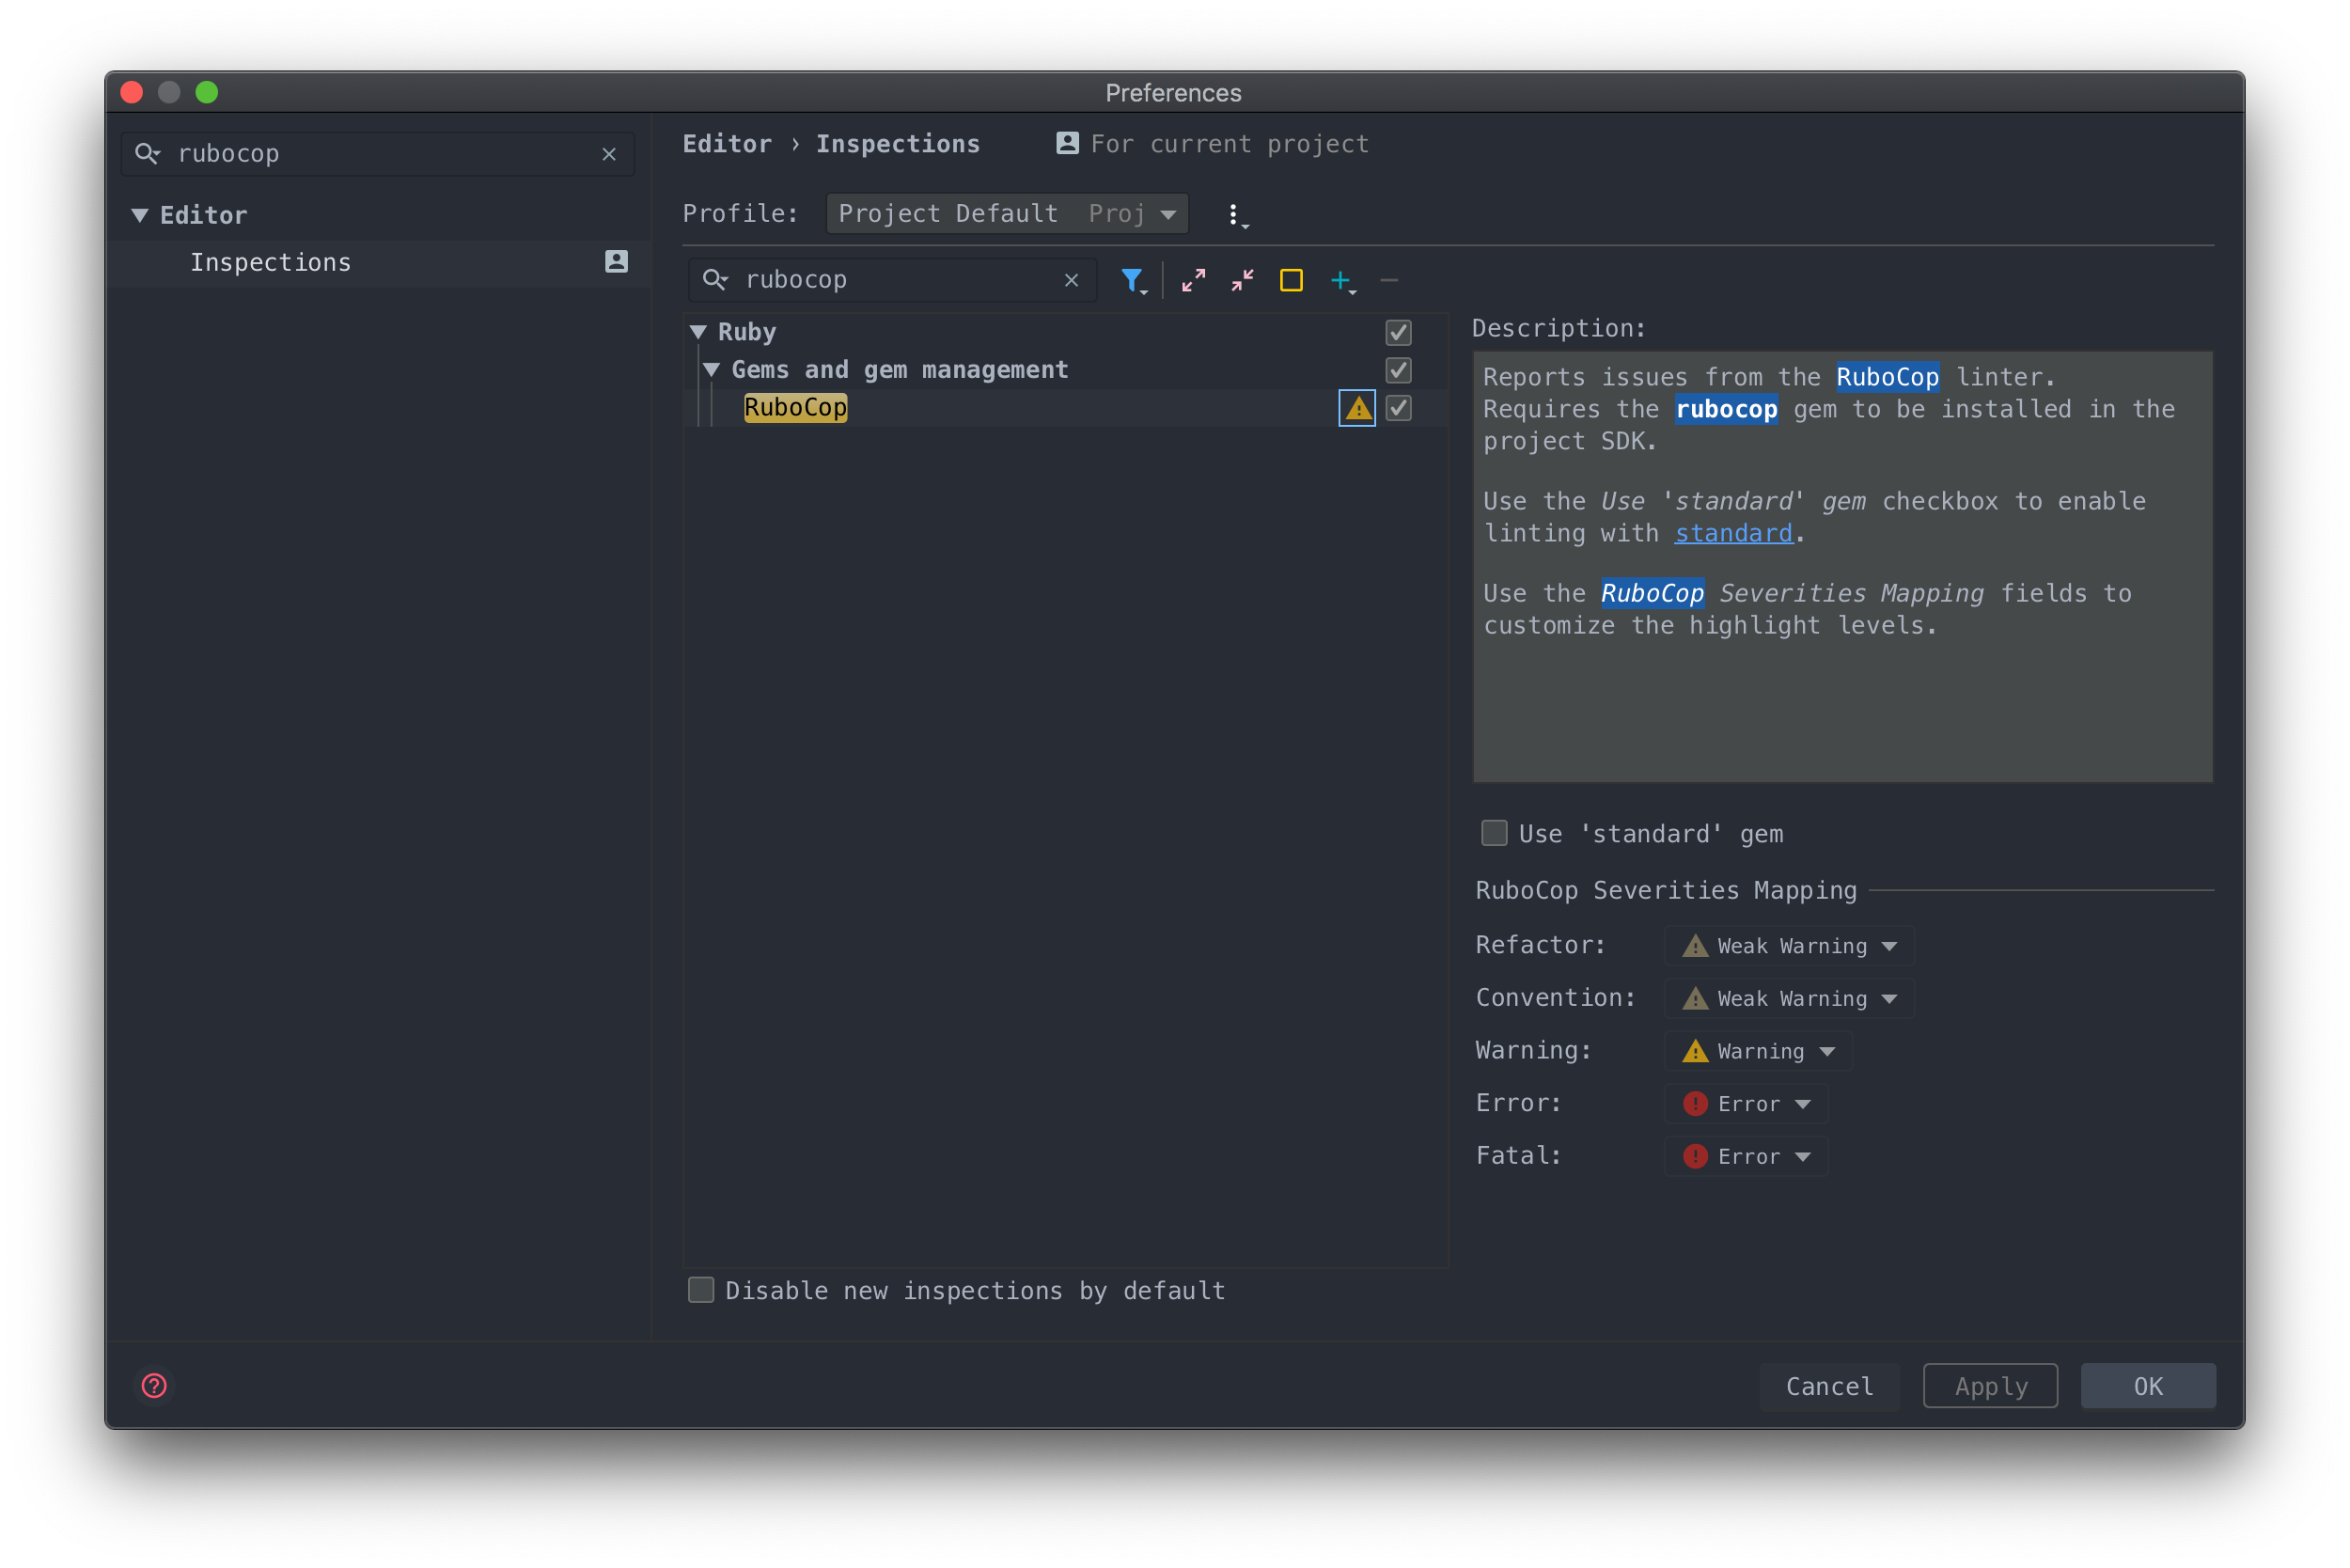 Preferences
rubocop
Editor
Inspections
Editor › Inspections
For current project
Profile: Project Default Proj
rubocop
Ruby
Gems and gem management
RuboCop
Description:
Reports issues from the RuboCop linter.
Requires the rubocop gem to be installed in the
project SDK.
Use the Use 'standard' gem checkbox to enable
linting with standard.
Use the RuboCop Severities Mapping fields to
customize the highlight levels.
Use 'standard' gem
RuboCop Severities Mapping
Refactor: Weak Warning
Convention: Weak Warning
Warning: Warning
Error: Error
Fatal: Error
Disable new inspections by default
Cancel Apply OK